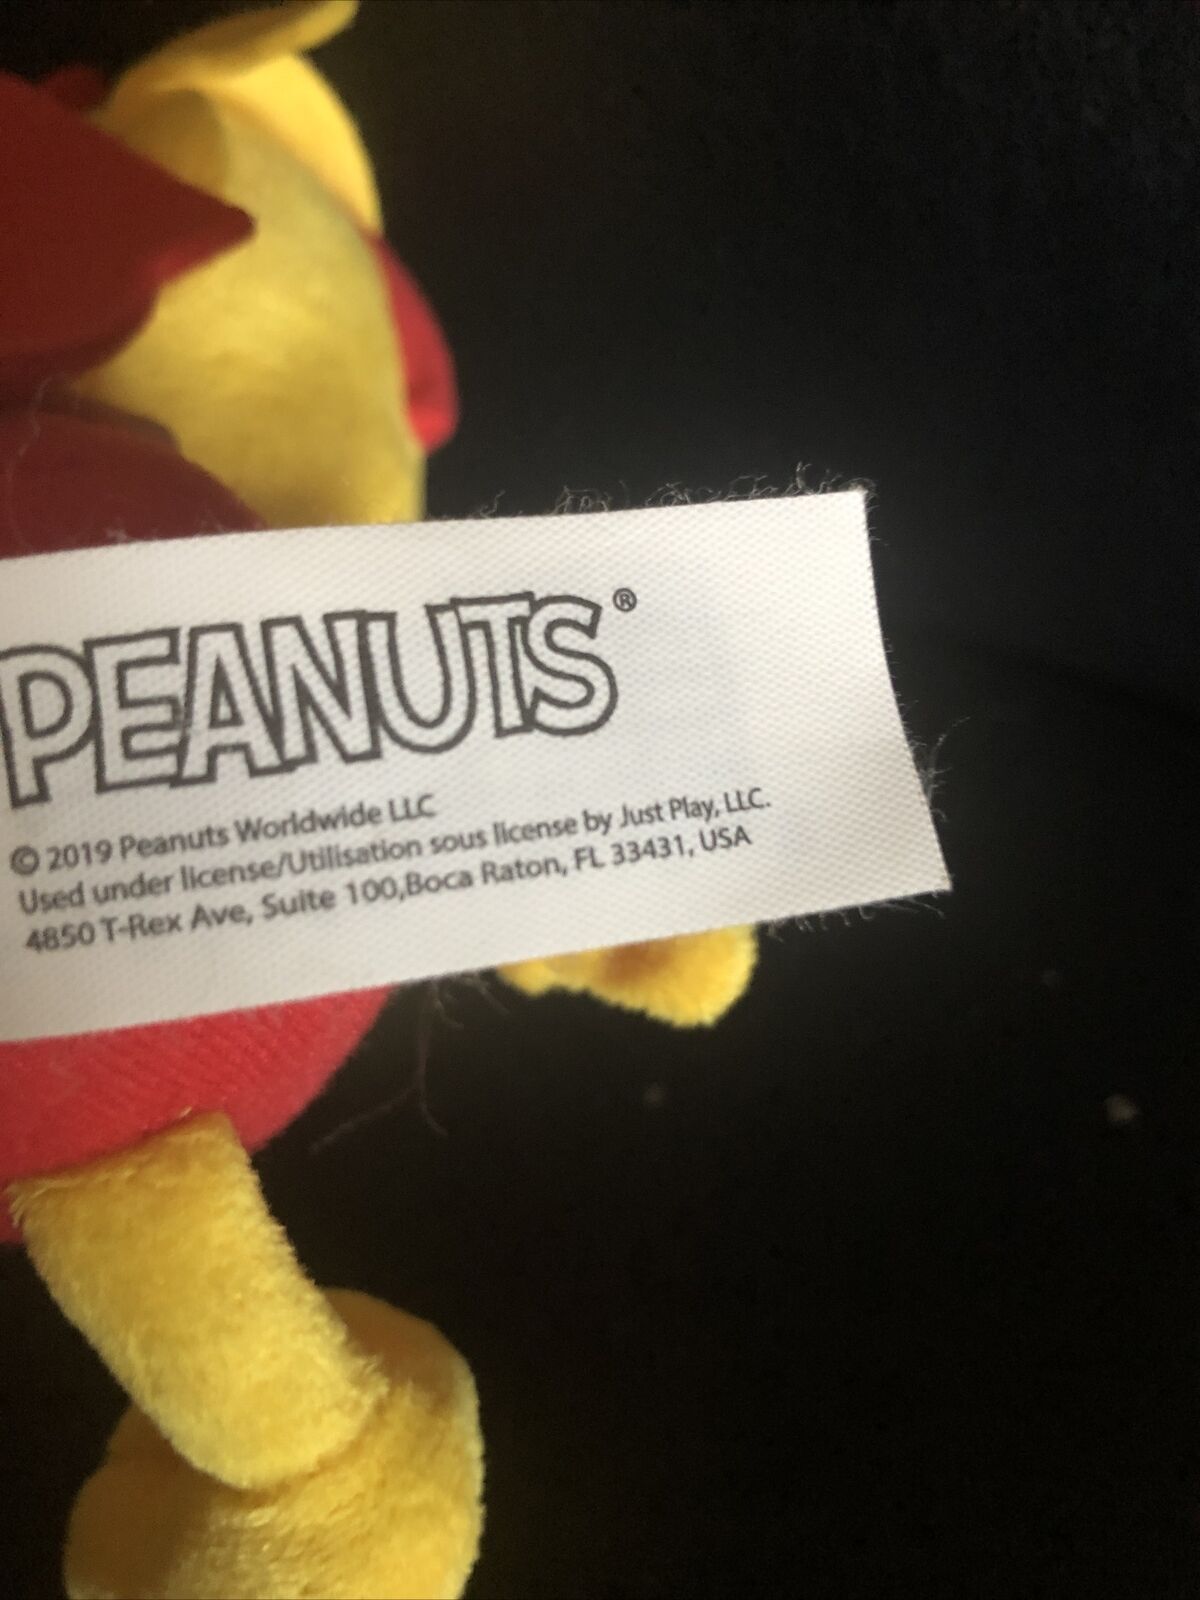 PEANUTS®
© 2019 Peanuts Worldwide LLC
Used under license/Utilisation sous license by Just Play, LLC.
4850 T-Rex Ave, Suite 100,Boca Raton, FL 33431, USA